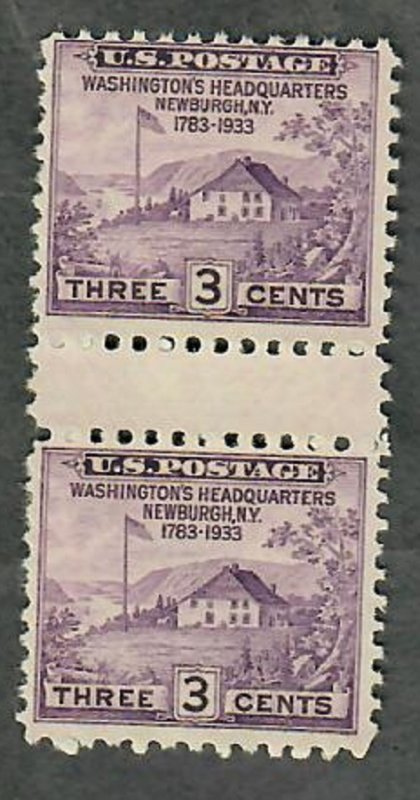 U.S. POSTAGE
WASHINGTON'S HEADQUARTERS
NEWBURGH, N.Y.
1783-1933
THREE 3 CENTS
U.S. POSTAGE
WASHINGTON'S HEADQUARTERS
NEWBURGH, N.Y.
1783-1933
THREE 3 CENTS